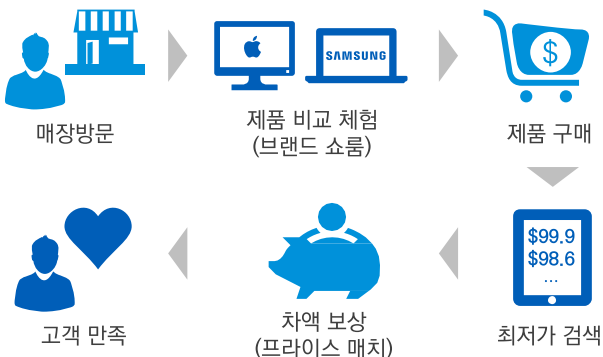 SAMSUNG
$
매장방문
제품 비교 체험
(브랜드 쇼룸)
제품 구매
$99.9
$98.6
...
고객 만족
차액 보상
(프라이스 매치)
최저가 검색